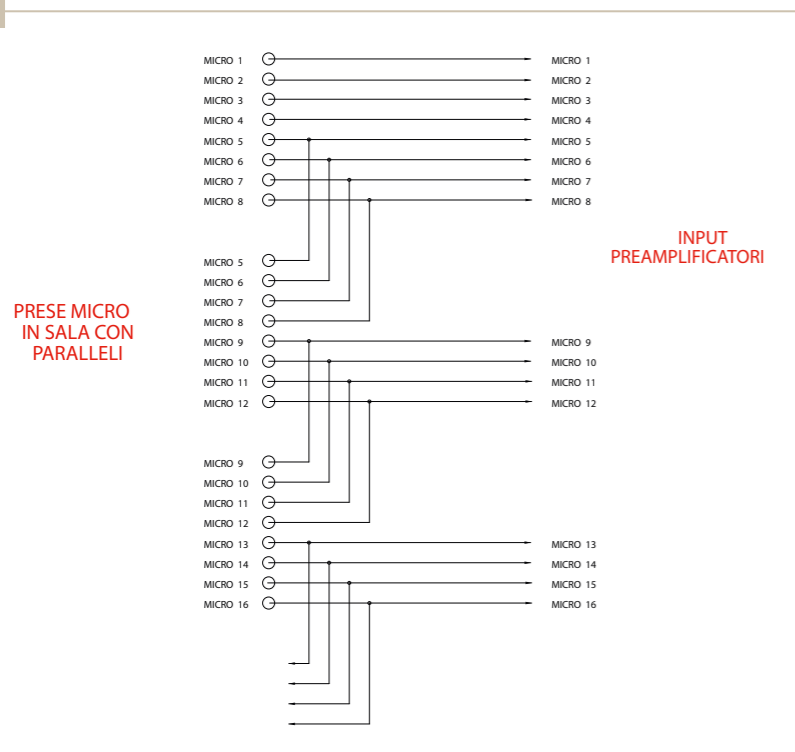 MICRO 1 MICRO 1
MICRO 2 MICRO 2
MICRO 3 MICRO 3
MICRO 4 MICRO 4
MICRO 5 MICRO 5
MICRO 6 MICRO 6
MICRO 7 MICRO 7
MICRO 8 MICRO 8
INPUT
PREAMPLIFICATORI
MICRO 5
MICRO 6
MICRO 7
MICRO 8
PRESE MICRO
IN SALA CON
PARALLELI
MICRO 9 MICRO 9
MICRO 10 MICRO 10
MICRO 11 MICRO 11
MICRO 12 MICRO 12
MICRO 9
MICRO 10
MICRO 11
MICRO 12
MICRO 13 MICRO 13
MICRO 14 MICRO 14
MICRO 15 MICRO 15
MICRO 16 MICRO 16